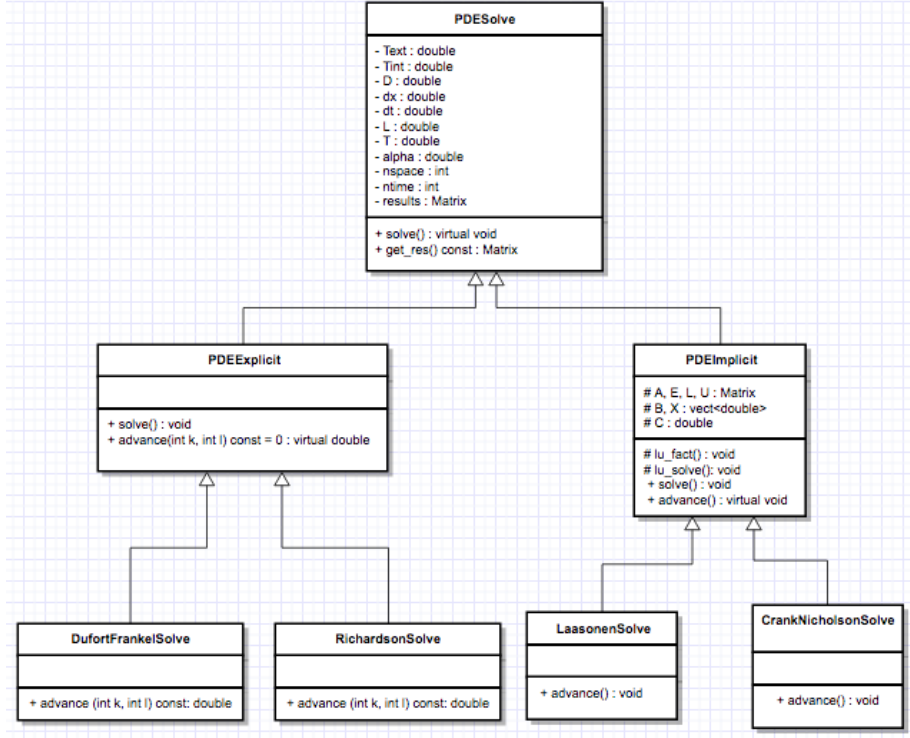 PDESolve
- Text : double
- Tint : double
- D : double
- dx : double
- dt : double
- L : double
- T : double
- alpha : double
- nspace : int
- ntime : int
- results : Matrix
+ solve() : virtual void
+ get_res() const : Matrix
PDEExplicit
+ solve() : void
+ advance(int k, int l) const = 0 : virtual double
PDEImplicit
# A, E, L, U : Matrix
# B, X : vect<double>
# C : double
# lu_fact() : void
# lu_solve(): void
+ solve() : void
+ advance() : virtual void
DufortFrankelSolve
+ advance (int k, int l) const: double
RichardsonSolve
+ advance (int k, int l) const: double
LaasonenSolve
+ advance() : void
CrankNicholsonSolve
+ advance() : void